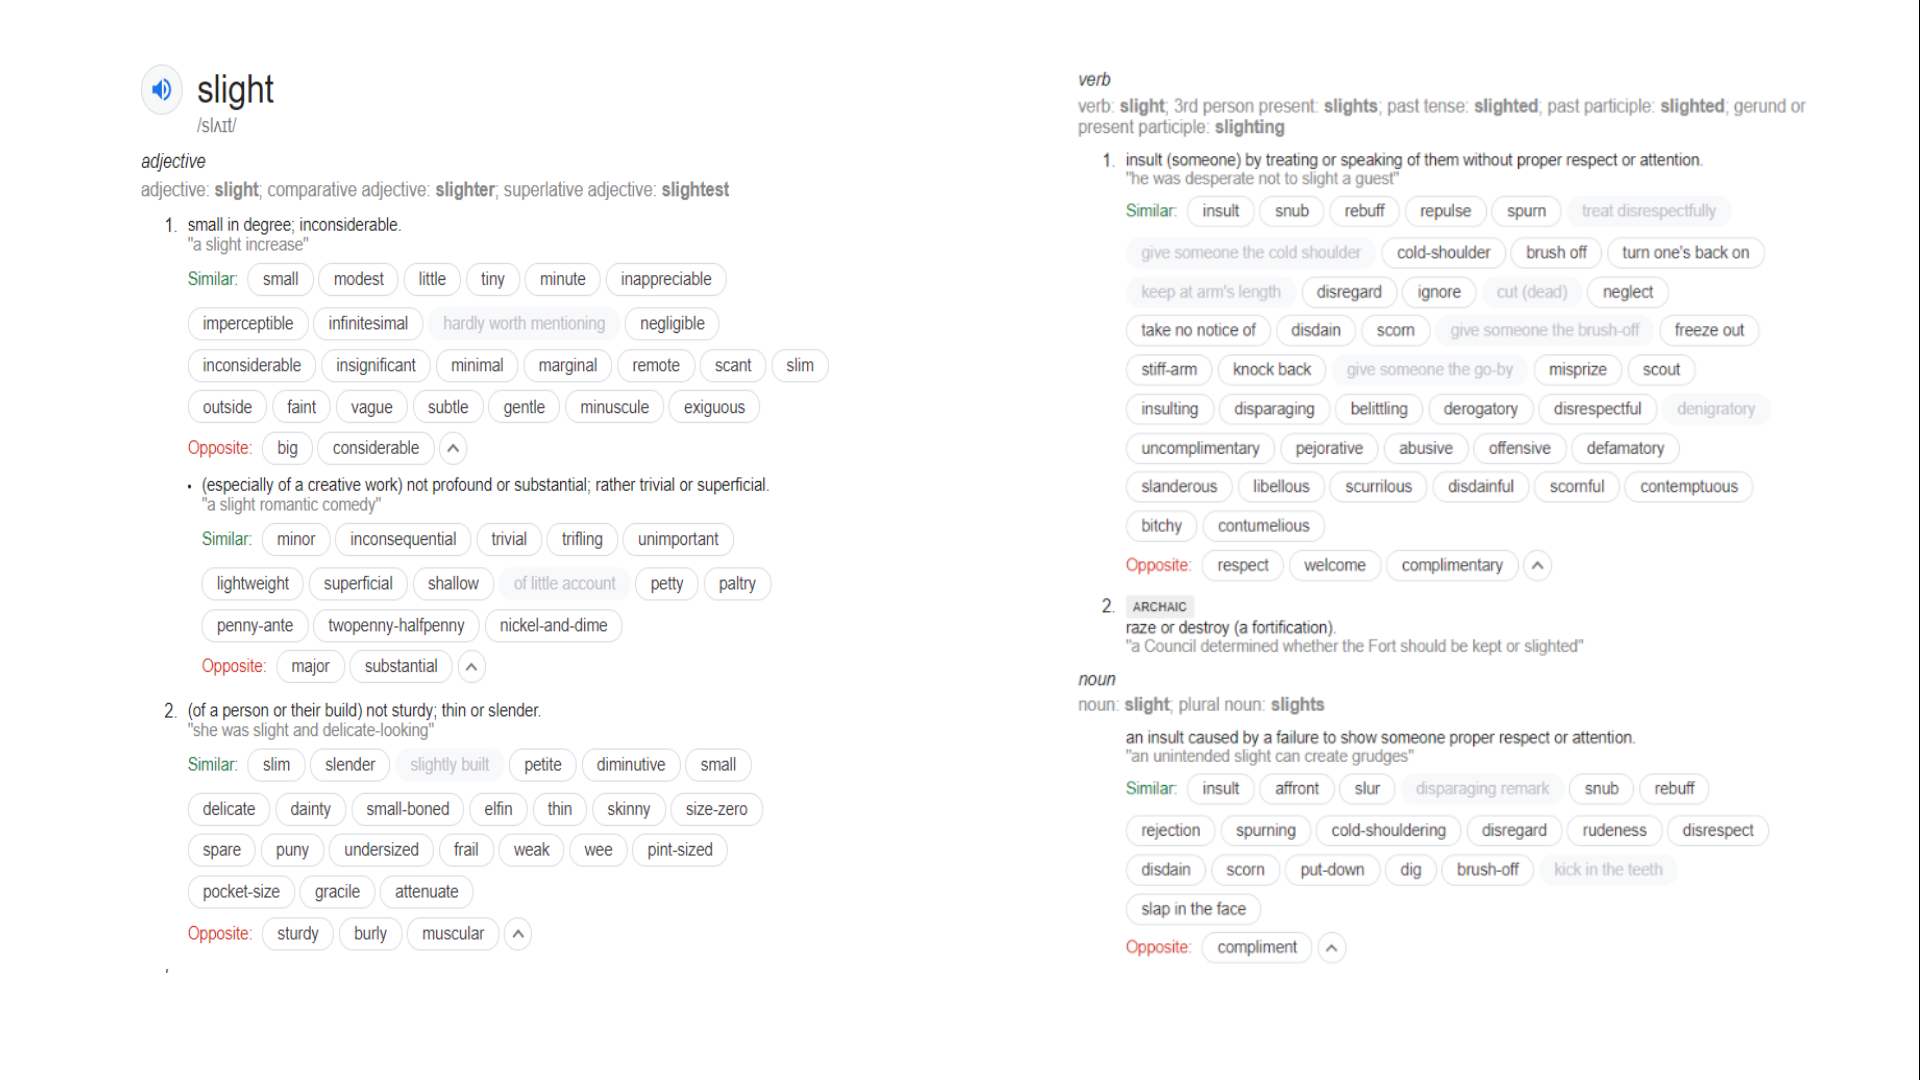 slight
/slʌɪt/
adjective
adjective: slight; comparative adjective: slighter; superlative adjective: slightest
1. small in degree; inconsiderable.
"a slight increase"
Similar: small modest little tiny minute inappreciable
imperceptible infinitesimal hardly worth mentioning negligible
inconsiderable insignificant minimal marginal remote scant slim
outside faint vague subtle gentle minuscule exiguous
Opposite: big considerable
• (especially of a creative work) not profound or substantial; rather trivial or superficial.
"a slight romantic comedy"
Similar: minor inconsequential trivial trifling unimportant
lightweight superficial shallow of little account petty paltry
penny-ante twopenny-halfpenny nickel-and-dime
Opposite: major substantial
2. (of a person or their build) not sturdy; thin or slender.
"she was slight and delicate-looking"
Similar: slim slender slightly built petite diminutive small
delicate dainty small-boned elfin thin skinny size-zero
spare puny undersized frail weak wee pint-sized
pocket-size gracile attenuate
Opposite: sturdy burly muscular
verb
verb: slight; 3rd person present: slights; past tense: slighted; past participle: slighted; gerund or
present participle: slighting
1. insult (someone) by treating or speaking of them without proper respect or attention.
"he was desperate not to slight a guest"
Similar: insult snub rebuff repulse spurn treat disrespectfully
give someone the cold shoulder cold-shoulder brush off turn one's back on
keep at arm's length disregard ignore cut (dead) neglect
take no notice of disdain scorn give someone the brush-off freeze out
stiff-arm knock back give someone the go-by misprize scout
insulting disparaging belittling derogatory disrespectful denigratory
uncomplimentary pejorative abusive offensive defamatory
slanderous libellous scurrilous disdainful scornful contemptuous
bitchy contumelious
Opposite: respect welcome complimentary
2. ARCHAIC
raze or destroy (a fortification).
"a Council determined whether the Fort should be kept or slighted"
noun
noun: slight; plural noun: slights
an insult caused by a failure to show someone proper respect or attention.
"an unintended slight can create grudges"
Similar: insult affront slur disparaging remark snub rebuff
rejection spurning cold-shouldering disregard rudeness disrespect
disdain scorn put-down dig brush-off kick in the teeth
slap in the face
Opposite: compliment